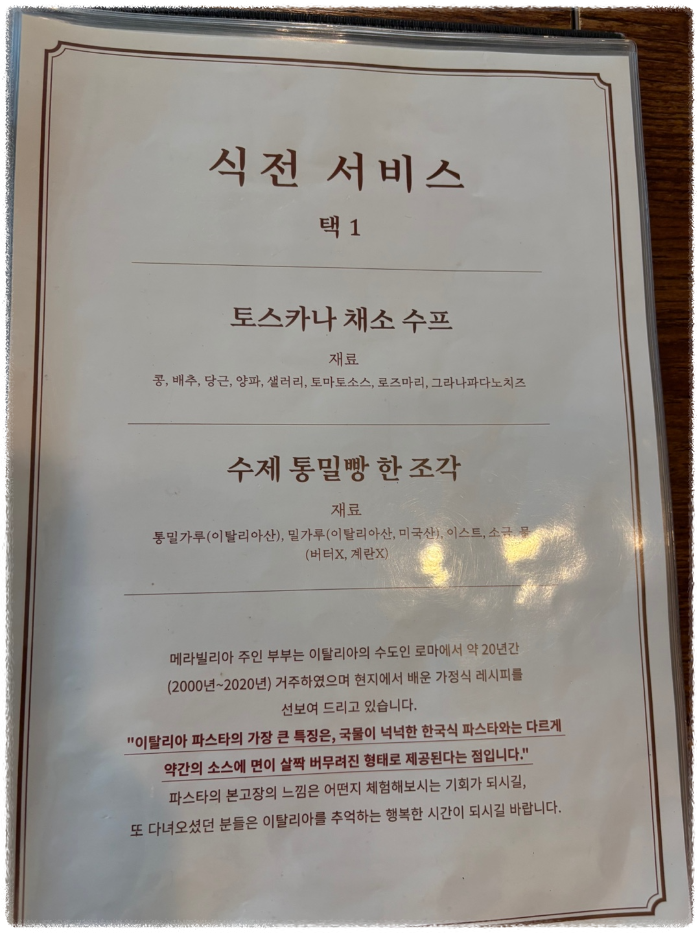 식전 서비스
택 1
토스카나 채소 수프
재료
콩, 배추, 당근, 양파, 샐러리, 토마토소스, 로즈마리, 그라나파다노치즈
수제 통밀빵 한 조각
재료
통밀가루(이탈리아산), 밀가루(이탈리아산, 미국산), 이스트, 소금, 물
(버터X, 계란X)
메라빌리아 주인 부부는 이탈리아의 수도인 로마에서 약 20년간
(2000년~2020년) 거주하였으며 현지에서 배운 가정식 레시피를
선보여 드리고 있습니다.
"이탈리아 파스타의 가장 큰 특징은, 국물이 넉넉한 한국식 파스타와는 다르게
약간의 소스에 면이 살짝 버무려진 형태로 제공된다는 점입니다."
파스타의 본고장의 느낌은 어떤지 체험해보시는 기회가 되시길,
또 다녀오셨던 분들은 이탈리아를 추억하는 행복한 시간이 되시길 바랍니다.